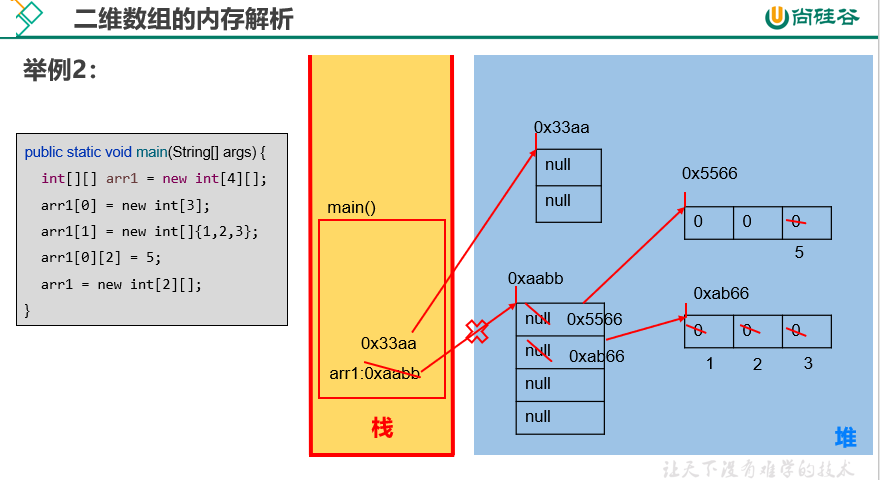 二维数组的内存解析
尚硅谷
举例2：
public static void main(String[] args) {
int[][] arr1 = new int[4][];
arr1[0] = new int[3];
arr1[1] = new int[]{1,2,3};
arr1[0][2] = 5;
arr1 = new int[2][];
}
main()
0x33aa
arr1:0xaabb
栈
0x33aa
null
null
0xaabb
null 0x5566
null 0xab66
null
null
0x5566
0 0 0
5
0xab66
0 0 0
1 2 3
堆
让天下没有难学的技术